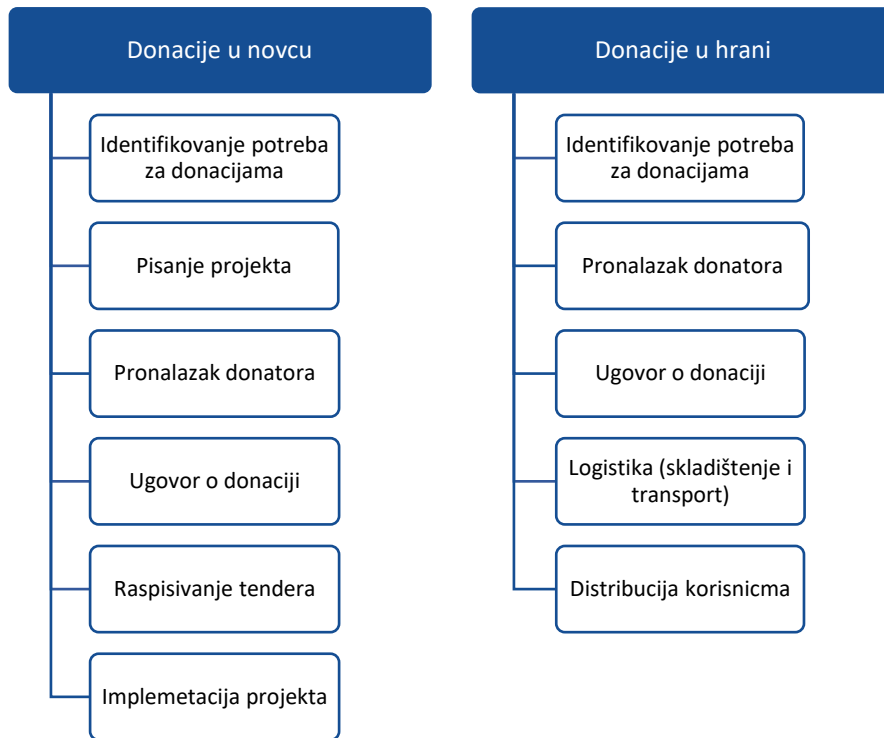 Donacije u novcu
Identifikovanje potreba
za donacijama
Pisanje projekta
Pronalazak donatora
Ugovor o donaciji
Raspisivanje tendera
Implemetacija projekta
Donacije u hrani
Identifikovanje potreba
za donacijama
Pronalazak donatora
Ugovor o donaciji
Logistika (skladištenje i
transport)
Distribucija korisnicma